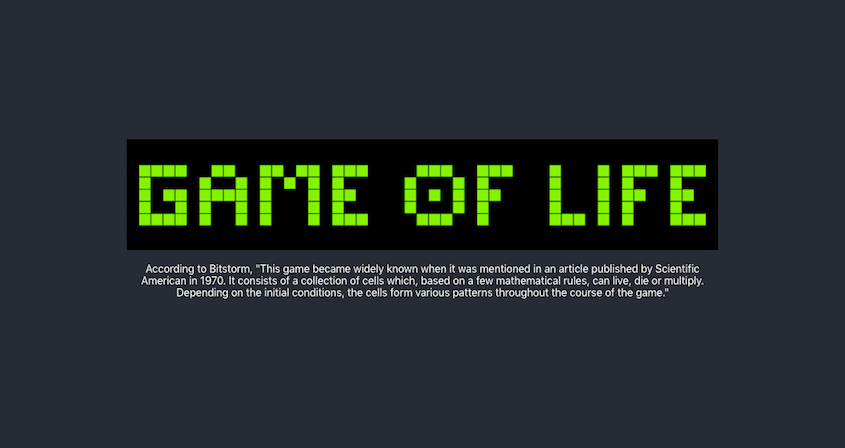 GAME OF LIFE
According to Bitstorm, "This game became widely known when it was mentioned in an article published by Scientific
American in 1970. It consists of a collection of cells which, based on a few mathematical rules, can live, die or multiply.
Depending on the initial conditions, the cells form various patterns throughout the course of the game."